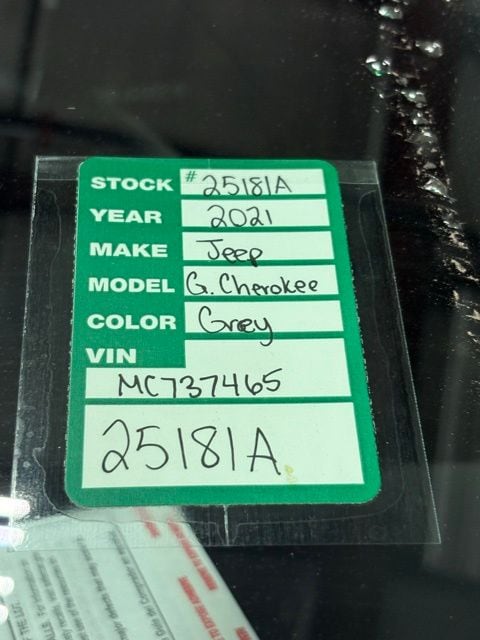 STOCK # 25181A
YEAR 2021
MAKE Jeep
MODEL G. Cherokee
COLOR Grey
VIN
MC737465
25181A